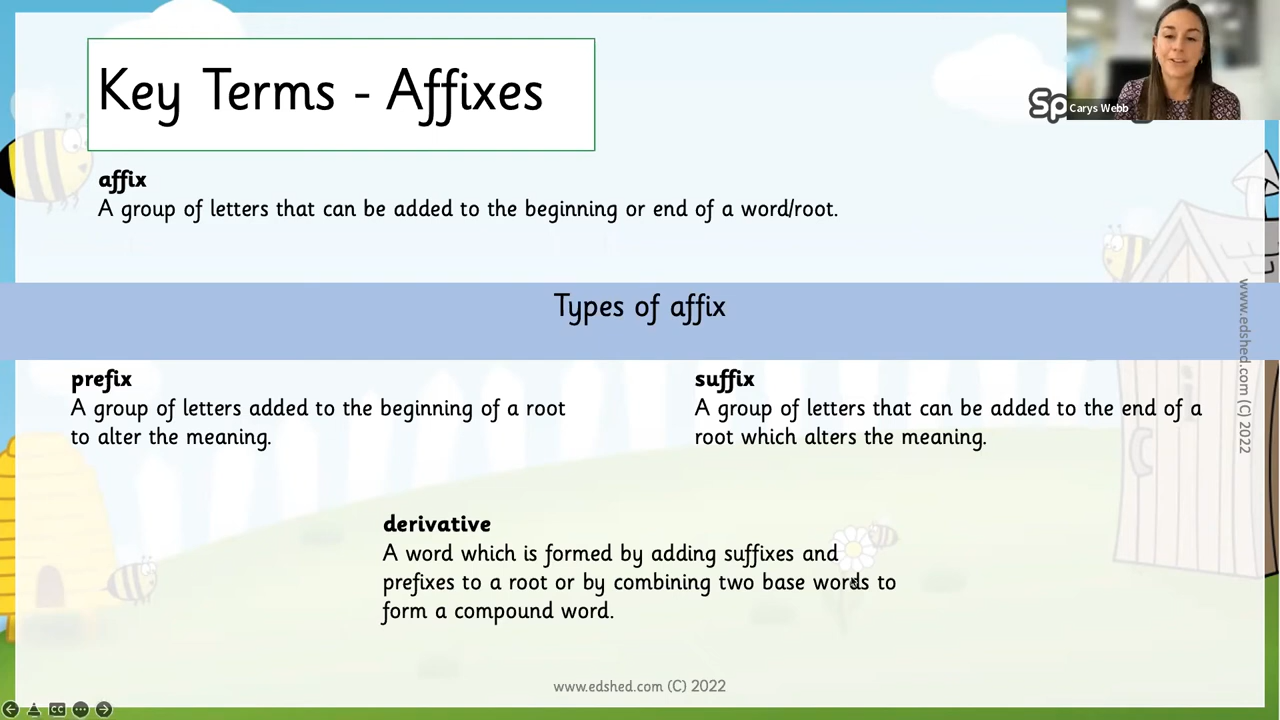 Key Terms - Affixes
Sp
Carys Webb
affix
A group of letters that can be added to the beginning or end of a word/root.
Types of affix
www.edshed.com (C) 2022
prefix
A group of letters added to the beginning of a root
to alter the meaning.
suffix
A group of letters that can be added to the end of a
root which alters the meaning.
derivative
A word which is formed by adding suffixes and
prefixes to a root or by combining two base words to
form a compound word.
www.edshed.com (C) 2022
CC